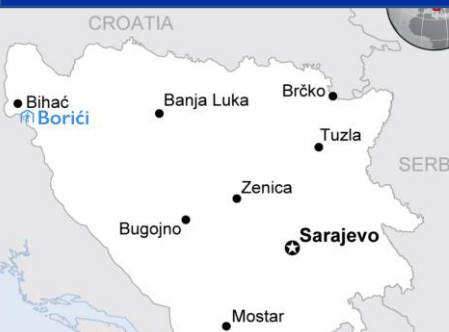 CROATIA
Bihać
Borići
Banja Luka
Brčko
Tuzla
SERB
Zenica
Bugojno
Sarajevo
Mostar